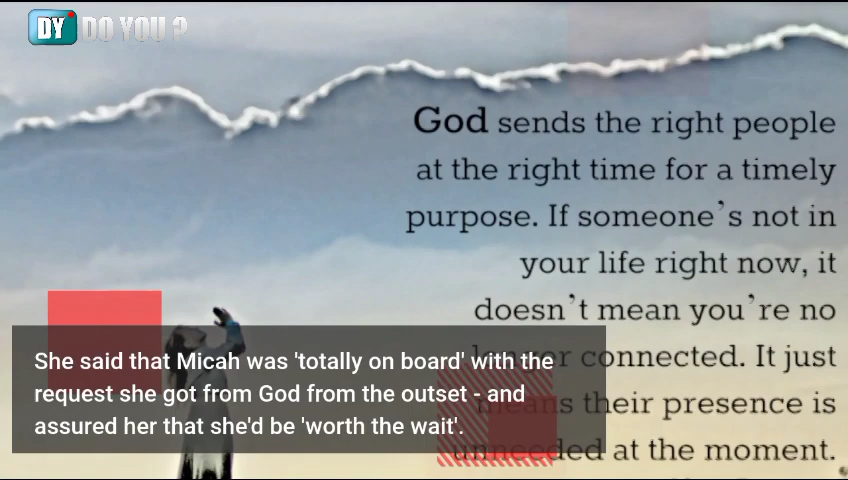 DY DO YOU ?
God sends the right people
at the right time for a timely
purpose. If someone's not in
your life right now, it
doesn't mean you're no
longer connected. It just
means their presence is
unneeded at the moment.
She said that Micah was 'totally on board' with the
request she got from God from the outset - and
assured her that she'd be 'worth the wait'.